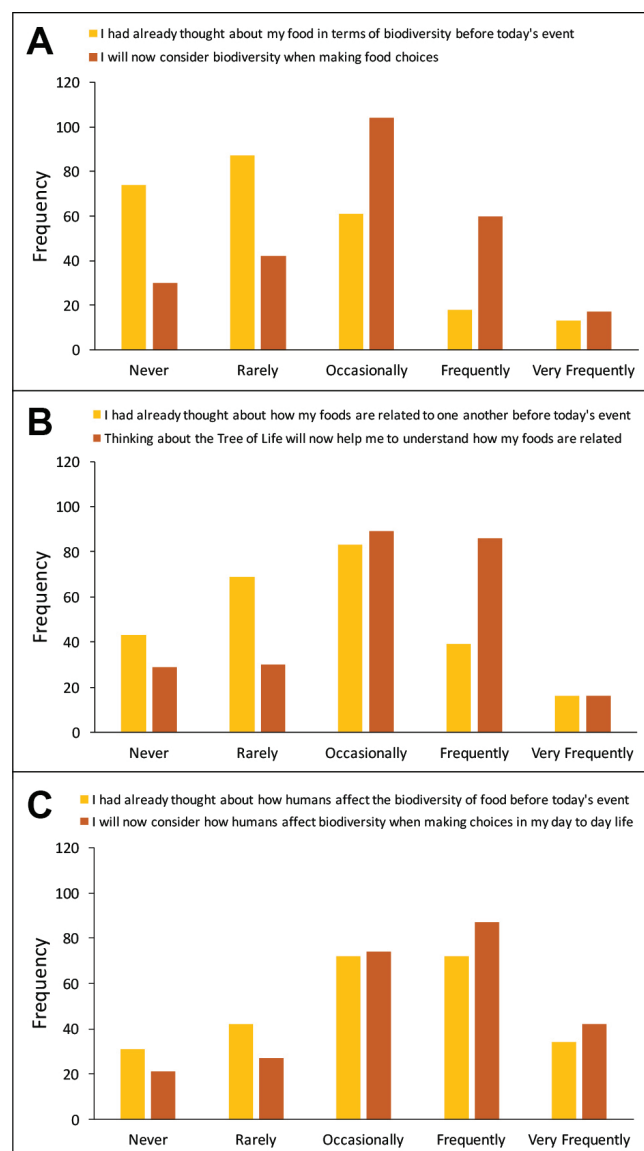 A
I had already thought about my food in terms of biodiversity before today's event
I will now consider biodiversity when making food choices
120
100
80
60
40
20
0
Frequency
Never Rarely Occasionally Frequently Very Frequently
B
I had already thought about how my foods are related to one another before today's event
Thinking about the Tree of Life will now help me to understand how my foods are related
120
100
80
60
40
20
0
Frequency
Never Rarely Occasionally Frequently Very Frequently
C
I had already thought about how humans affect the biodiversity of food before today's event
I will now consider how humans affect biodiversity when making choices in my day to day life
120
100
80
60
40
20
0
Frequency
Never Rarely Occasionally Frequently Very Frequently